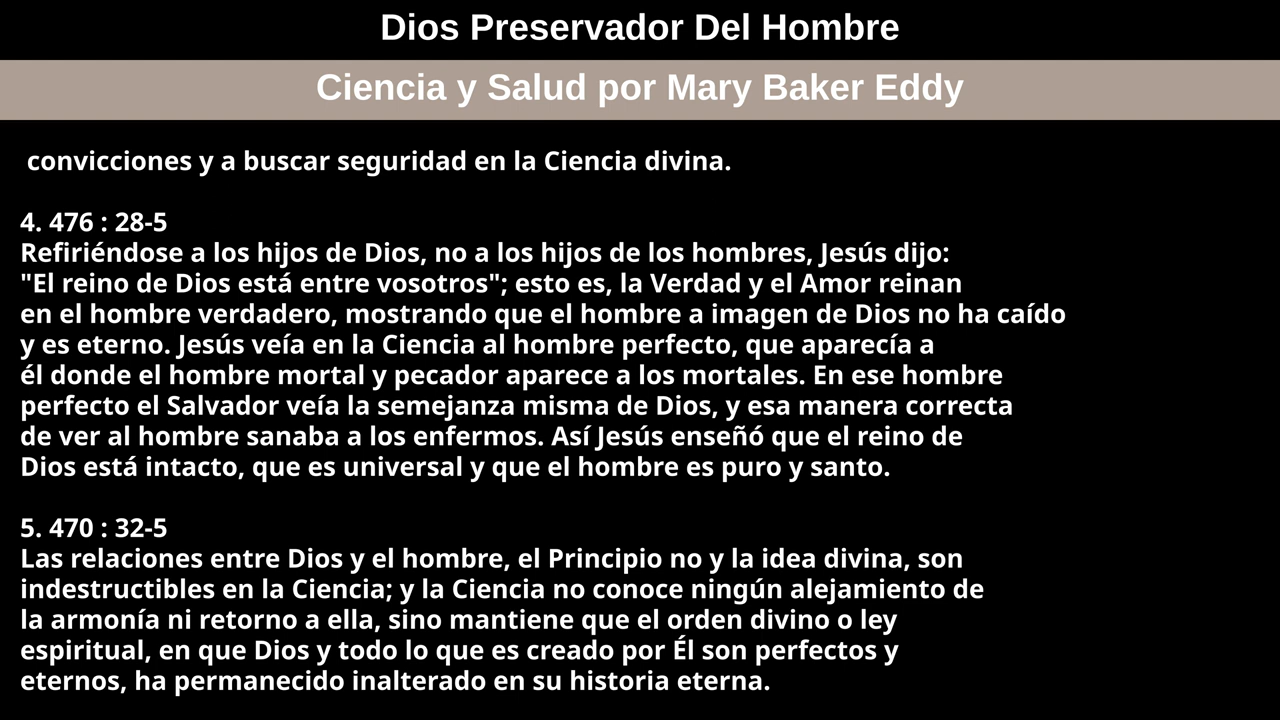 Dios Preservador Del Hombre
Ciencia y Salud por Mary Baker Eddy
convicciones y a buscar seguridad en la Ciencia divina.
4. 476 : 28-5
Refiriéndose a los hijos de Dios, no a los hijos de los hombres, Jesús dijo:
"El reino de Dios está entre vosotros"; esto es, la Verdad y el Amor reinan
en el hombre verdadero, mostrando que el hombre a imagen de Dios no ha caído
y es eterno. Jesús veía en la Ciencia al hombre perfecto, que aparecía a
él donde el hombre mortal y pecador aparece a los mortales. En ese hombre
perfecto el Salvador veía la semejanza misma de Dios, y esa manera correcta
de ver al hombre sanaba a los enfermos. Así Jesús enseñó que el reino de
Dios está intacto, que es universal y que el hombre es puro y santo.
5. 470 : 32-5
Las relaciones entre Dios y el hombre, el Principio no y la idea divina, son
indestructibles en la Ciencia; y la Ciencia no conoce ningún alejamiento de
la armonía ni retorno a ella, sino mantiene que el orden divino o ley
espiritual, en que Dios y todo lo que es creado por Él son perfectos y
eternos, ha permanecido inalterado en su historia eterna.